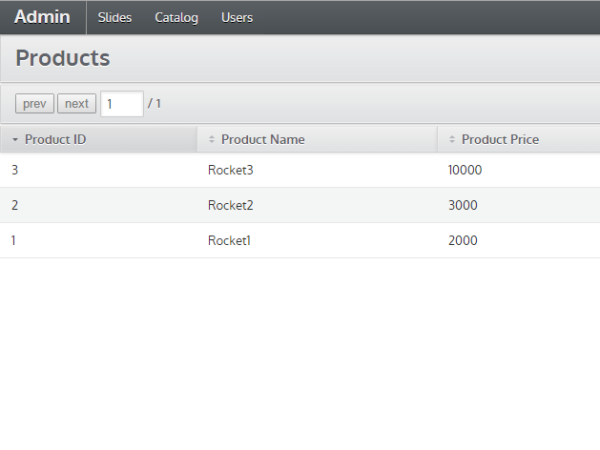 Admin Slides Catalog Users
Products
prev next 1 / 1
Product ID Product Name Product Price
3 Rocket3 10000
2 Rocket2 3000
1 Rocket1 2000